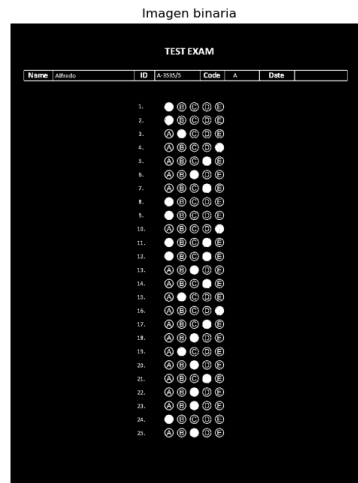 Imagen binaria
TEST EXAM
Name Alfredo ID A-3535/5 Code A Date
1. B C D E
2. B C D E
3. A C D E
4. A B C D
5. A B C E
6. A B D E
7. A B C E
8. B C D E
9. B C D E
10. A B C D
11. B C E
12. B C E
13. A B D E
14. A B C E
15. A C D E
16. A B C D
17. A B C E
18. A B D E
19. A C D E
20. A B D E
21. A B C E
22. A B D E
23. A B D E
24. B C D E
25. A B D E